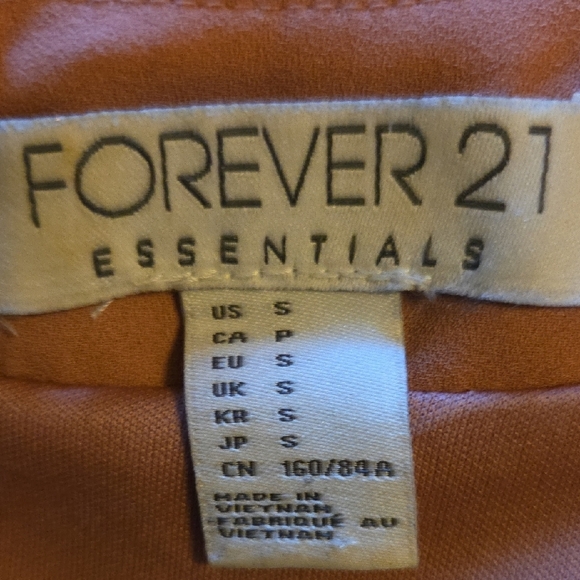 FOREVER 21
ESSENTIALS
US S
CA P
EU S
UK S
KR S
JP S
CN 160/84A
MADE IN
VIETNAM
FABRIQUÉ AU
VIETNAM